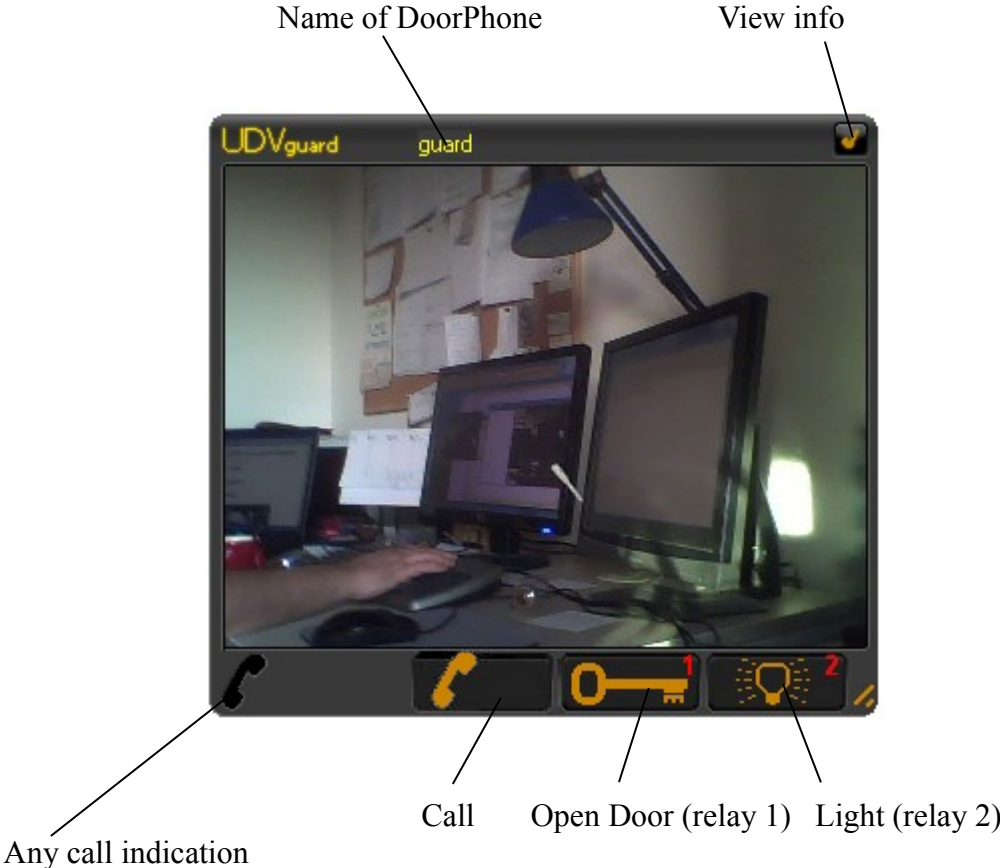 Name of DoorPhone
View info
UDVguard
guard
1
2
Call
Open Door (relay 1)
Light (relay 2)
Any call indication